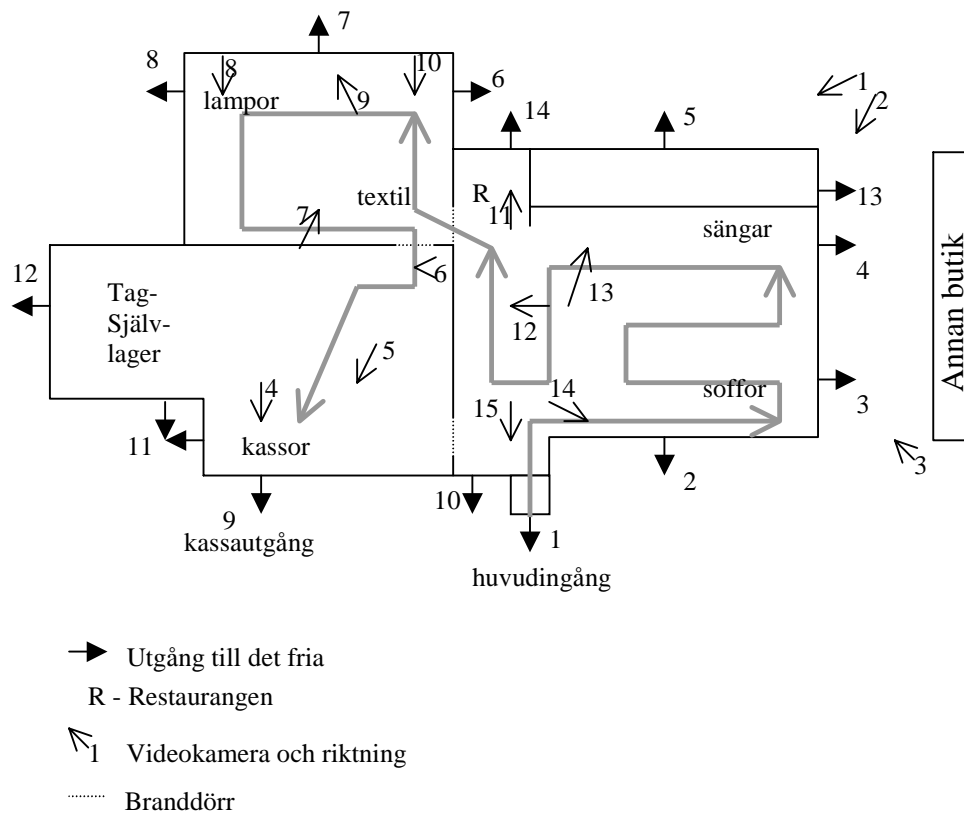 7
8
8
10
lampor
9
6
14
5
1
2
textil
R
11
13
7
sängar
4
Annan butik
12
Tag-
Själv-
lager
6
13
12
5
4
15
14
soffor
3
11
kassor
3
9
10
2
kassautgång
1
huvudingång
Utgång till det fria
R - Restaurangen
1 Videokamera och riktning
Branddörr